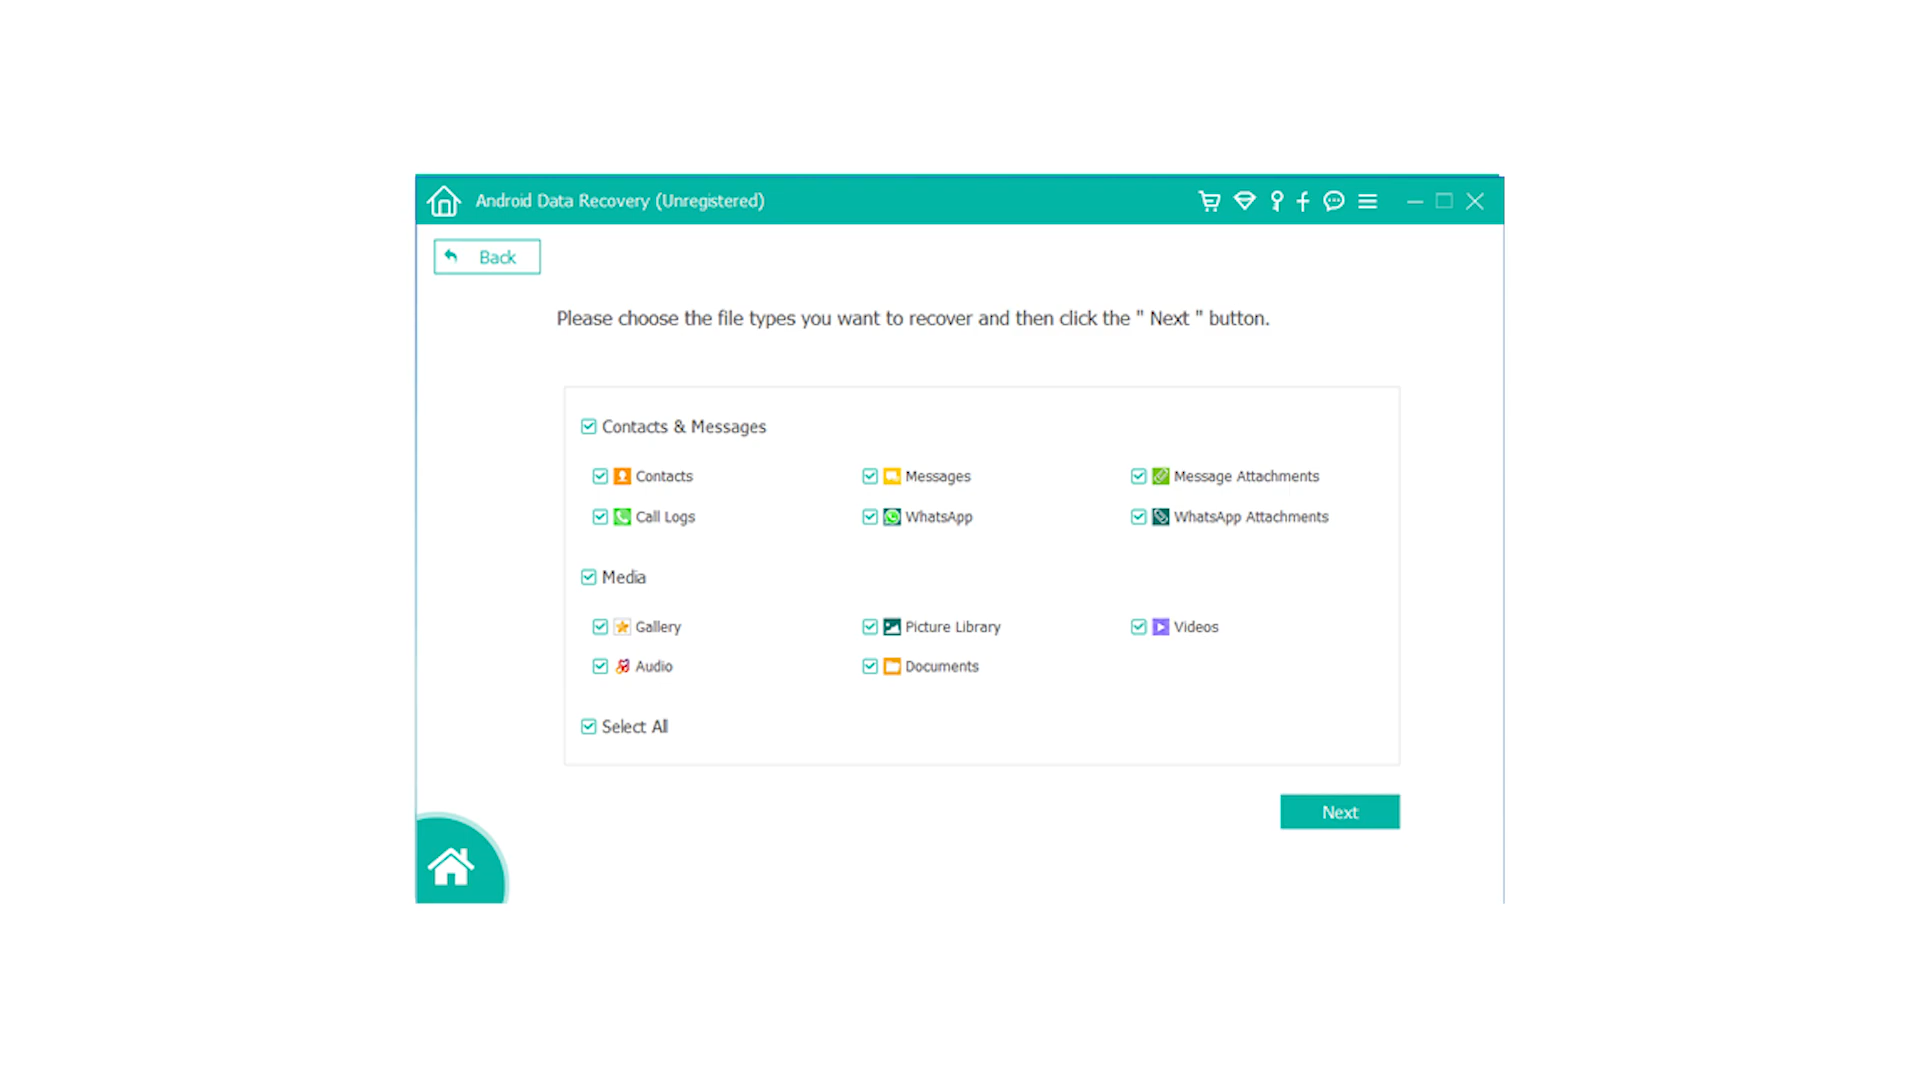 Android Data Recovery (Unregistered)
Back
Please choose the file types you want to recover and then click the " Next " button.
Contacts & Messages
Contacts Messages Message Attachments
Call Logs WhatsApp WhatsApp Attachments
Media
Gallery Picture Library Videos
Audio Documents
Select All
Next